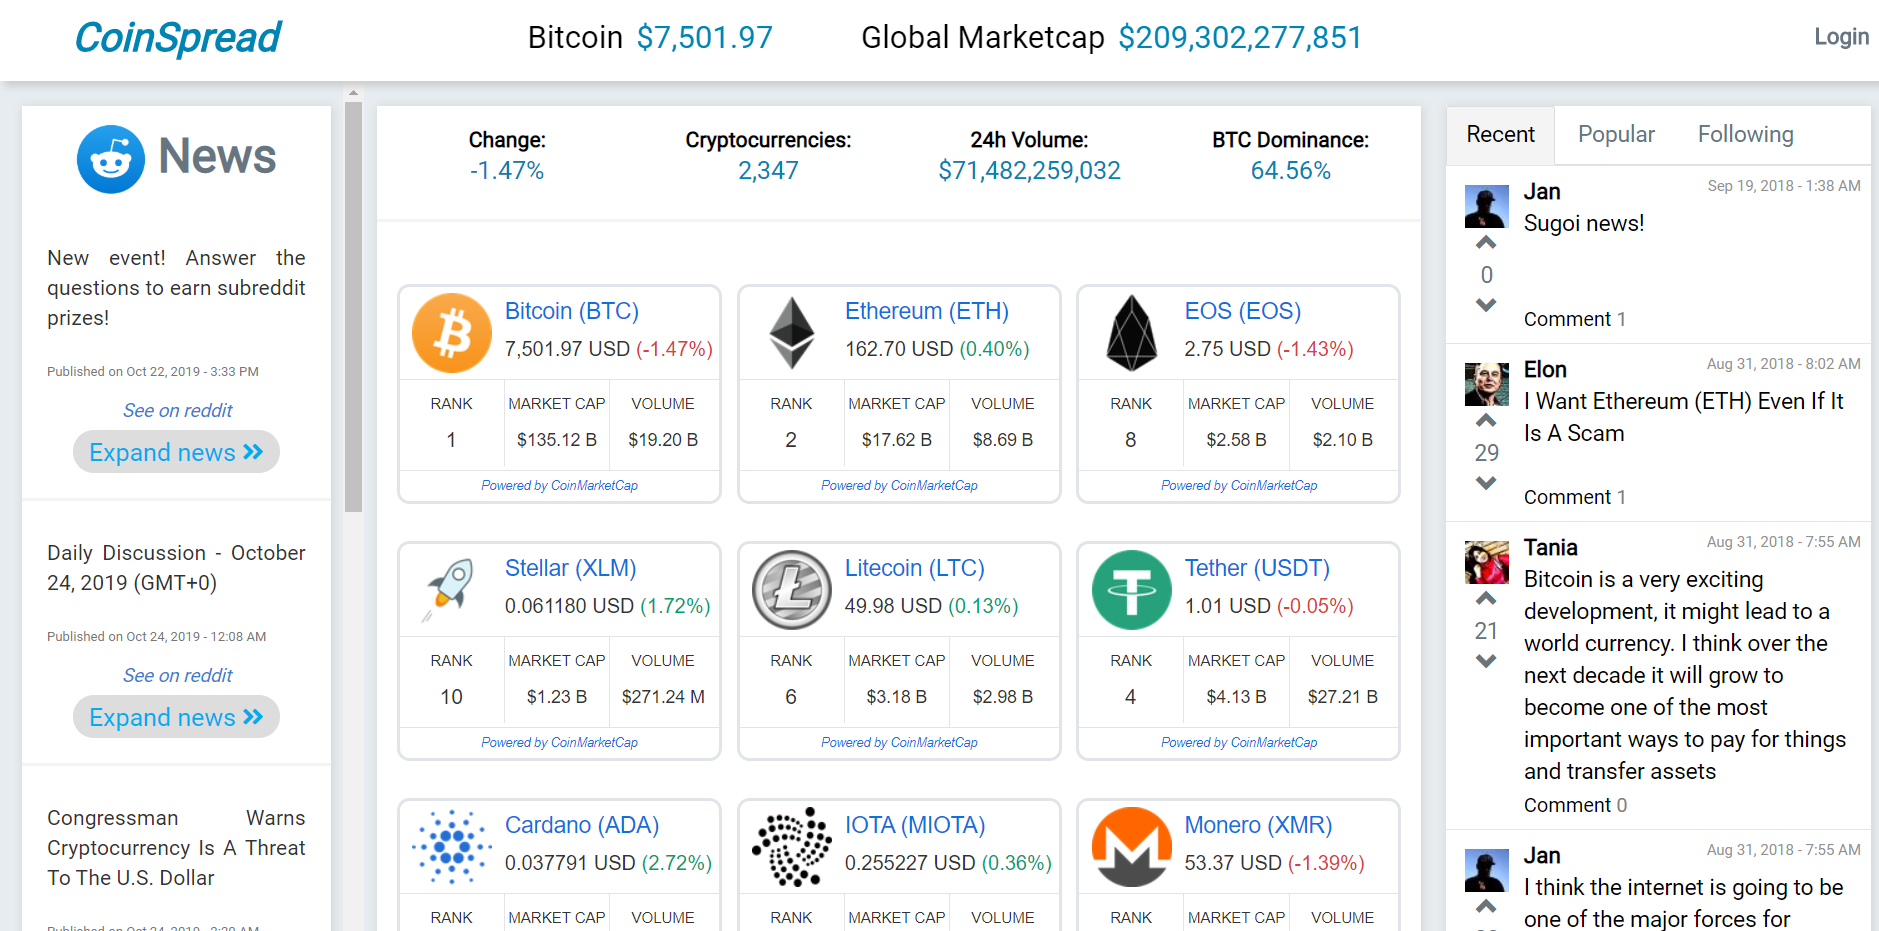 CoinSpread
Bitcoin $7,501.97
Global Marketcap $209,302,277,851
Login
News
New event! Answer the
questions to earn subreddit
prizes!
Published on Oct 22, 2019 - 3:33 PM
See on reddit
Expand news
Daily Discussion - October
24, 2019 (GMT+0)
Published on Oct 24, 2019 - 12:08 AM
See on reddit
Expand news
Congressman Warns
Cryptocurrency Is A Threat
To The U.S. Dollar
Change:
-1.47%
Cryptocurrencies:
2,347
24h Volume:
$71,482,259,032
BTC Dominance:
64.56%
Bitcoin (BTC)
7,501.97 USD (-1.47%)
RANK MARKET CAP VOLUME
1 $135.12 B $19.20 B
Powered by CoinMarketCap
Ethereum (ETH)
162.70 USD (0.40%)
RANK MARKET CAP VOLUME
2 $17.62 B $8.69 B
Powered by CoinMarketCap
EOS (EOS)
2.75 USD (-1.43%)
RANK MARKET CAP VOLUME
8 $2.58 B $2.10 B
Powered by CoinMarketCap
Stellar (XLM)
0.061180 USD (1.72%)
RANK MARKET CAP VOLUME
10 $1.23 B $271.24 M
Powered by CoinMarketCap
Litecoin (LTC)
49.98 USD (0.13%)
RANK MARKET CAP VOLUME
6 $3.18 B $2.98 B
Powered by CoinMarketCap
Tether (USDT)
1.01 USD (-0.05%)
RANK MARKET CAP VOLUME
4 $4.13 B $27.21 B
Powered by CoinMarketCap
Cardano (ADA)
0.037791 USD (2.72%)
RANK MARKET CAP VOLUME
IOTA (MIOTA)
0.255227 USD (0.36%)
RANK MARKET CAP VOLUME
Monero (XMR)
53.37 USD (-1.39%)
RANK MARKET CAP VOLUME
Recent Popular Following
Jan
Sep 19, 2018 - 1:38 AM
Sugoi news!
0
Comment 1
Elon
Aug 31, 2018 - 8:02 AM
I Want Ethereum (ETH) Even If It
Is A Scam
29
Comment 1
Tania
Aug 31, 2018 - 7:55 AM
Bitcoin is a very exciting
development, it might lead to a
world currency. I think over the
next decade it will grow to
become one of the most
important ways to pay for things
and transfer assets
21
Comment 0
Jan
Aug 31, 2018 - 7:55 AM
I think the internet is going to be
one of the major forces for